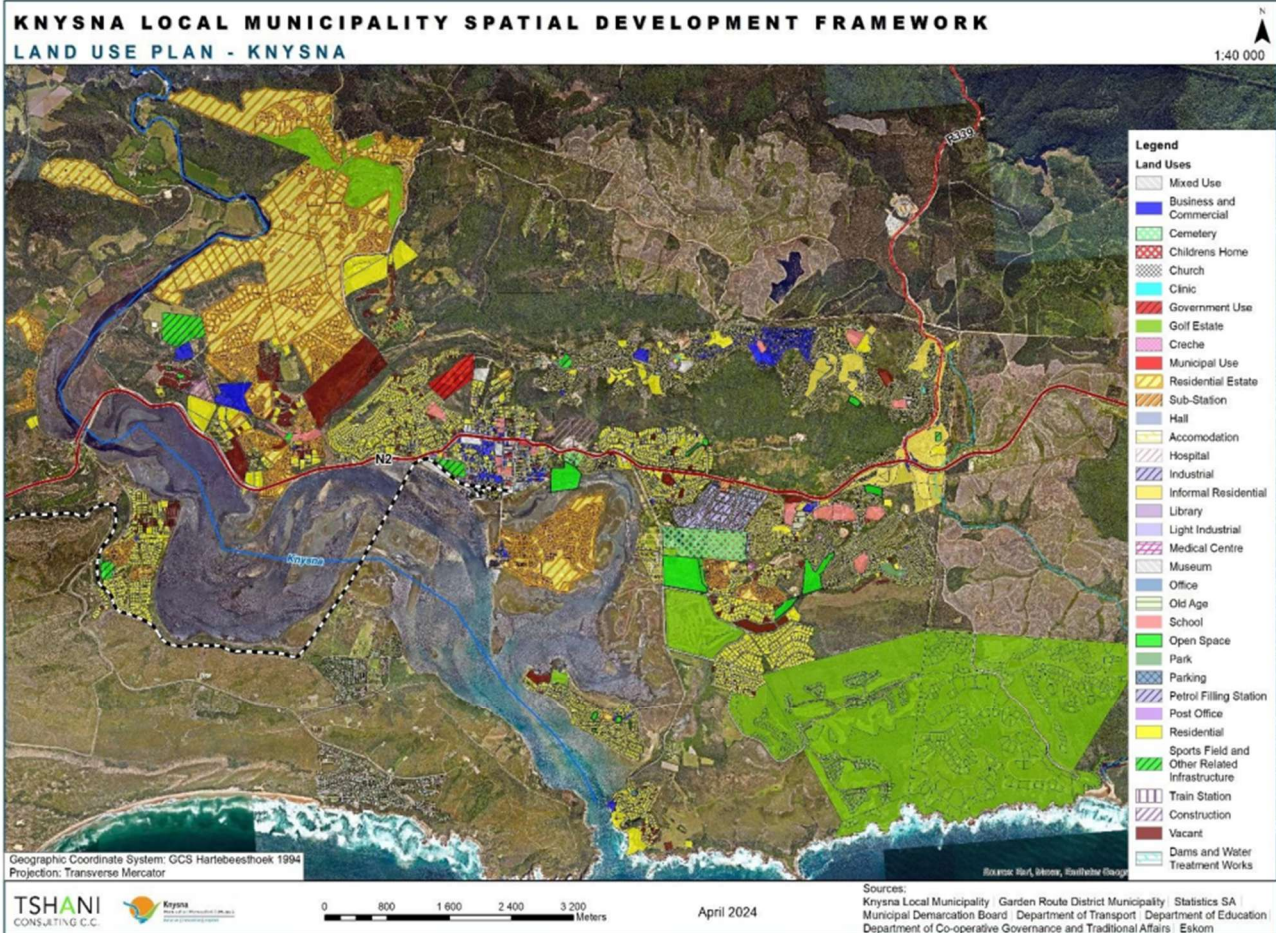 KNYSNA LOCAL MUNICIPALITY SPATIAL DEVELOPMENT FRAMEWORK
LAND USE PLAN - KNYSNA
N
1:40 000
R339
N2
Knysna
Legend
Land Uses
Mixed Use
Business and
Commercial
Cemetery
Childrens Home
Church
Clinic
Government Use
Golf Estate
Creche
Municipal Use
Residential Estate
Sub-Station
Hall
Accomodation
Hospital
Industrial
Informal Residential
Library
Light Industrial
Medical Centre
Museum
Office
Old Age
School
Open Space
Park
Parking
Petrol Filling Station
Post Office
Residential
Sports Field and
Other Related
Infrastructure
Train Station
Construction
Vacant
Dams and Water
Treatment Works
Geographic Coordinate System: GCS Hartebeesthoek 1994
Projection: Transverse Mercator
Source: Esri, Maxar, Earthstar Geogr
TSHANI
CONSULTING C.C.
Knysna
0 800 1 600 2 400 3 200
Meters
April 2024
Sources:
Knysna Local Municipality | Garden Route District Municipality | Statistics SA |
Municipal Demarcation Board | Department of Transport | Department of Education |
Department of Co-operative Governance and Traditional Affairs | Eskom